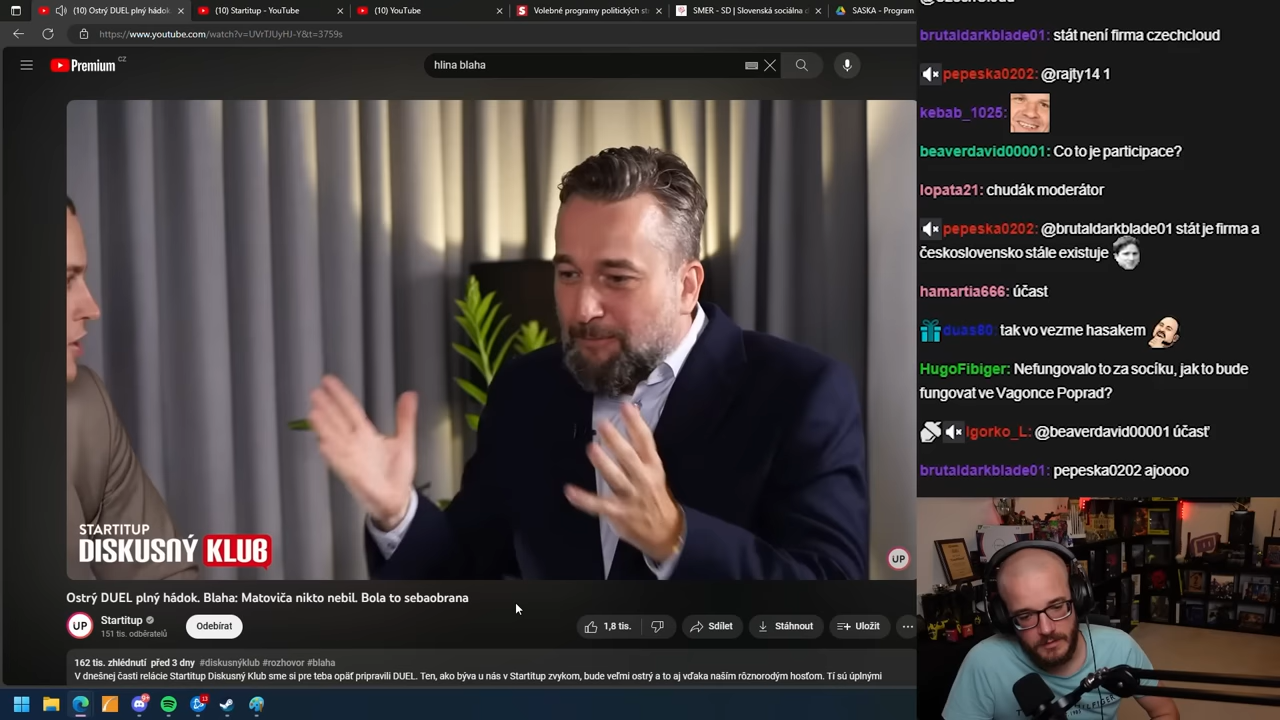 (10) Ostrý DUEL plný hádok.
(10) Startitup - YouTube
(10) YouTube
Volebné programy politických st
SMER - SD | Slovenská sociálna d
SASKA - Program
https://www.youtube.com/watch?v=UVrTJUyHJ-Y&t=3759s
Premium CZ
hlina blaha
STARTITUP
DISKUSNÝ KLUB
UP
Ostrý DUEL plný hádok. Blaha: Matoviča nikto nebil. Bola to sebaobrana
UP
Startitup
151 tis. odběratelů
Odebírat
1,8 tis.
Sdílet
Stáhnout
Uložit
162 tis. zhlédnutí před 3 dny #diskusnýklub #rozhovor #blaha
V dnešnej časti relácie Startitup Diskusný Klub sme si pre teba opäť pripravili DUEL. Ten, ako býva u nás v Startitup zvykom, bude veľmi ostrý a to aj vďaka našim rôznorodým hosťom. Tí sú úplnými
brutaldarkblade01: stát není firma czechcloud
pepeska0202: @rajty14 1
kebab_1025:
beaverdavid00001: Co to je participace?
lopata21: chudák moderátor
pepeska0202: @brutaldarkblade01 stát je firma a
československo stále existuje
hamartia666: účast
duas80: tak vo vezme hasakem
HugoFibiger: Nefungovalo to za socíku, jak to bude
fungovat ve Vagonce Poprad?
igorko_L: @beaverdavid00001 účasť
brutaldarkblade01: pepeska0202 ajoooo